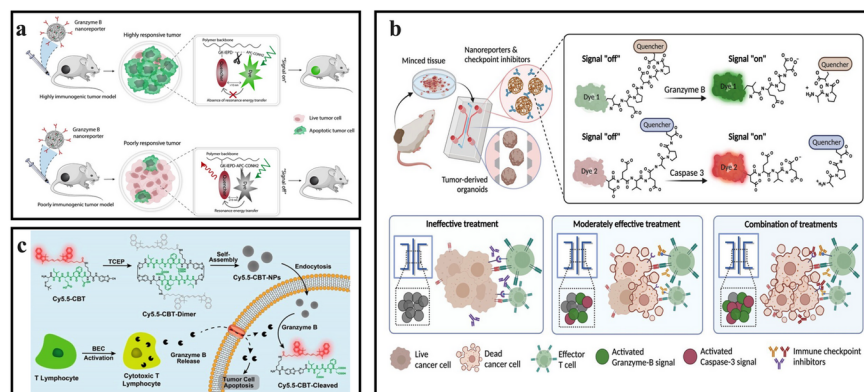 a
Granzyme B
nanoreporter
Highly responsive tumor
Highly immunogenic tumor model
Absence of resonance energy transfer
"Signal on"
Live tumor cell
Apoptotic tumor cell
Granzyme B
nanoreporter
Poorly responsive tumor
Poorly immunogenic tumor model
Resonance energy transfer
"Signal off"
b
Minced tissue
Nanoreporters &
checkpoint inhibitors
Tumor-derived
organoids
Signal "off"
Quencher
Dye 1
Granzyme B
Signal "on"
Dye 1
Quencher
Signal "off"
Quencher
Dye 2
Caspase 3
Signal "on"
Dye 2
Quencher
Ineffective treatment
Moderately effective treatment
Combination of treatments
Live
cancer cell
Dead
cancer cell
Effector
T cell
Activated
Granzyme-B signal
Activated
Caspase-3 signal
Immune checkpoint
inhibitors
c
Cy5.5-CBT
TCEP
Cy5.5-CBT-Dimer
Self-
Assembly
Cy5.5-CBT-NPs
Endocytosis
Granzyme B
Cy5.5-CBT-Cleaved
T Lymphocyte
BEC
Activation
Cytotoxic T
Lymphocyte
Granzyme B
Release
Tumor Cell
Apoptosis